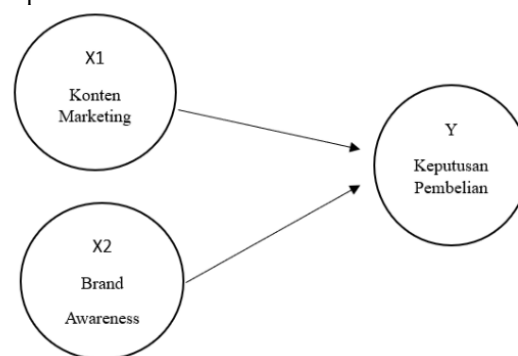 X1
Konten
Marketing
Y
Keputusan
Pembelian
X2
Brand
Awareness